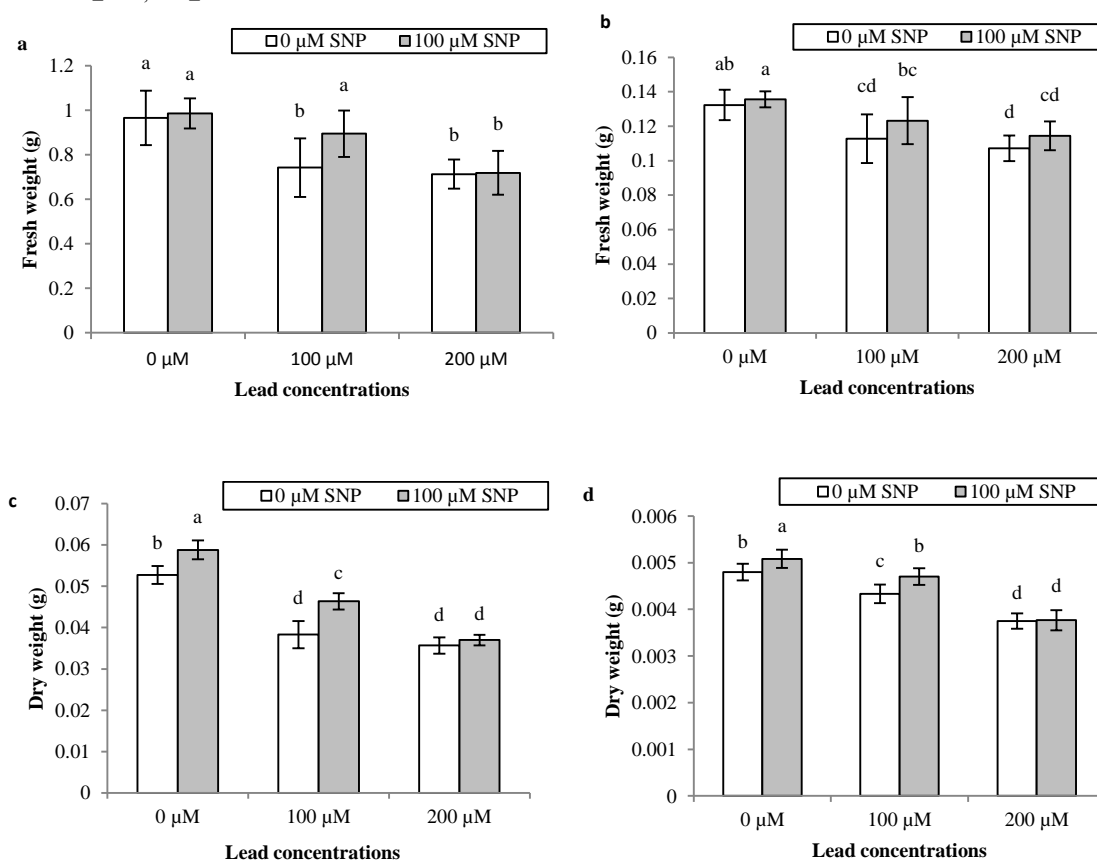 a
0 µM SNP 100 µM SNP
1.2
1
0.8
0.6
0.4
0.2
0
a a b a b b
Fresh weight (g)
0 µM 100 µM 200 µM
Lead concentrations
b
0 µM SNP 100 µM SNP
0.16
0.14
0.12
0.1
0.08
0.06
0.04
0.02
0
ab a cd bc d cd
Fresh weight (g)
0 µM 100 µM 200 µM
Lead concentrations
c
0 µM SNP 100 µM SNP
0.07
0.06
0.05
0.04
0.03
0.02
0.01
0
b a d c d d
Dry weight (g)
0 µM 100 µM 200 µM
Lead concentrations
d
0 µM SNP 100 µM SNP
0.006
0.005
0.004
0.003
0.002
0.001
0
b a c b d d
Dry weight (g)
0 µM 100 µM 200 µM
Lead concentrations